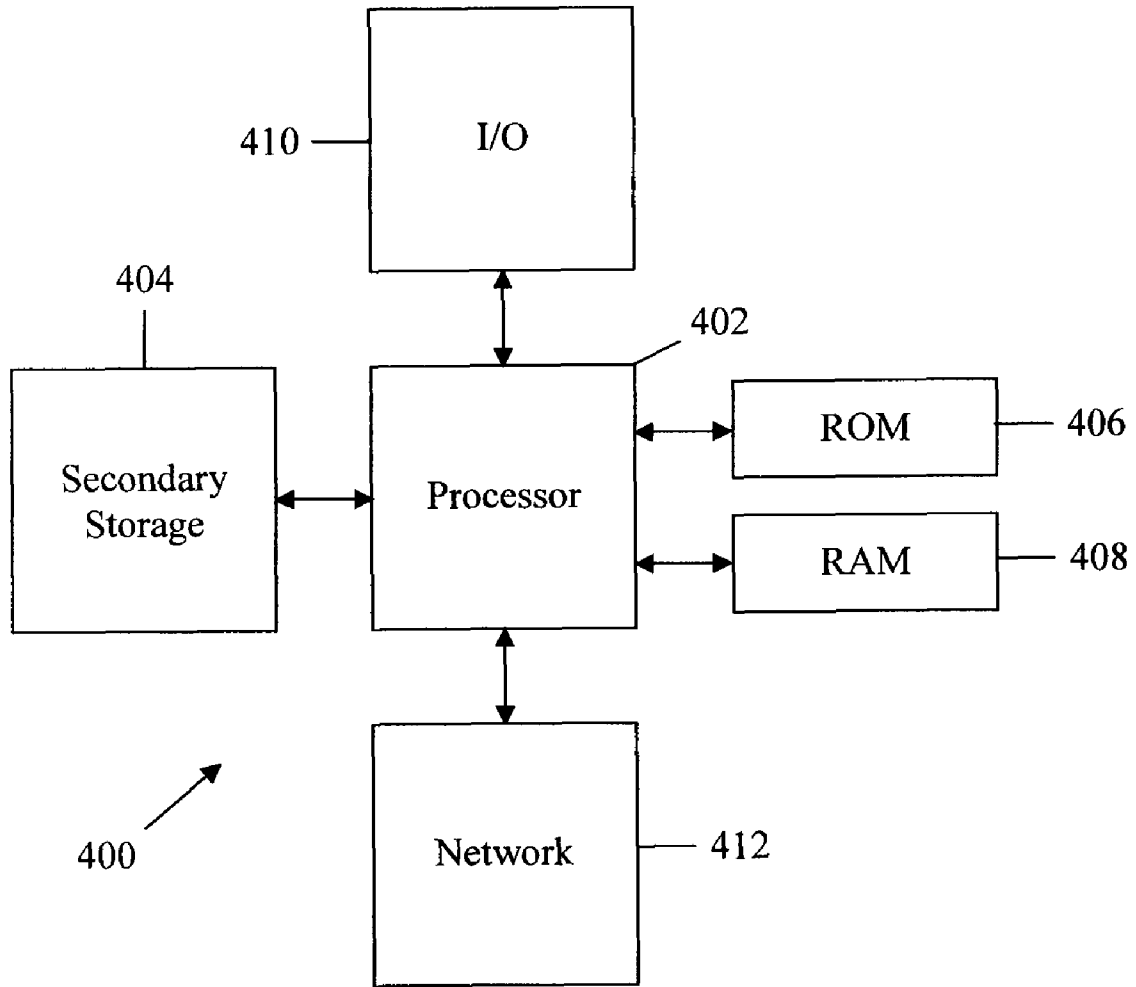 I/O
410
404
402
ROM
406
Secondary
Storage
Processor
RAM
408
400
Network
412